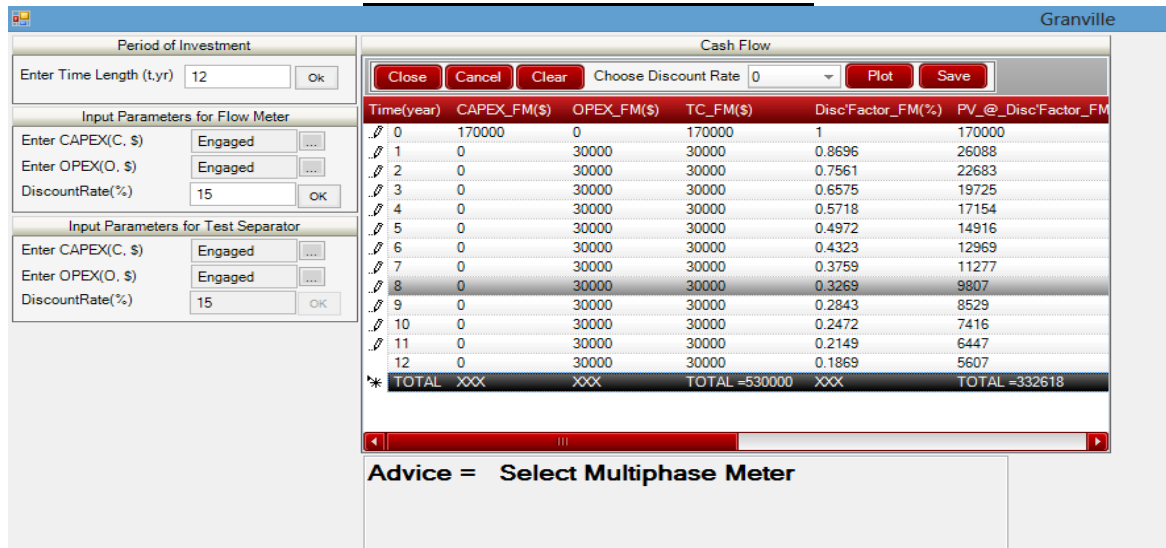 Granville
Period of Investment
Enter Time Length (t,yr) 12 Ok
Input Parameters for Flow Meter
Enter CAPEX(C, $) Engaged ...
Enter OPEX(O, $) Engaged ...
DiscountRate(%) 15 OK
Input Parameters for Test Separator
Enter CAPEX(C, $) Engaged ...
Enter OPEX(O, $) Engaged ...
DiscountRate(%) 15 OK
Cash Flow
Close Cancel Clear Choose Discount Rate 0 Plot Save
Time(year) CAPEX_FM($) OPEX_FM($) TC_FM($) Disc'Factor_FM(%) PV_@_Disc'Factor_FM
0 170000 0 170000 1 170000
1 0 30000 30000 0.8696 26088
2 0 30000 30000 0.7561 22683
3 0 30000 30000 0.6575 19725
4 0 30000 30000 0.5718 17154
5 0 30000 30000 0.4972 14916
6 0 30000 30000 0.4323 12969
7 0 30000 30000 0.3759 11277
8 0 30000 30000 0.3269 9807
9 0 30000 30000 0.2843 8529
10 0 30000 30000 0.2472 7416
11 0 30000 30000 0.2149 6447
12 0 30000 30000 0.1869 5607
TOTAL XXX XXX TOTAL =530000 XXX TOTAL =332618
Advice = Select Multiphase Meter